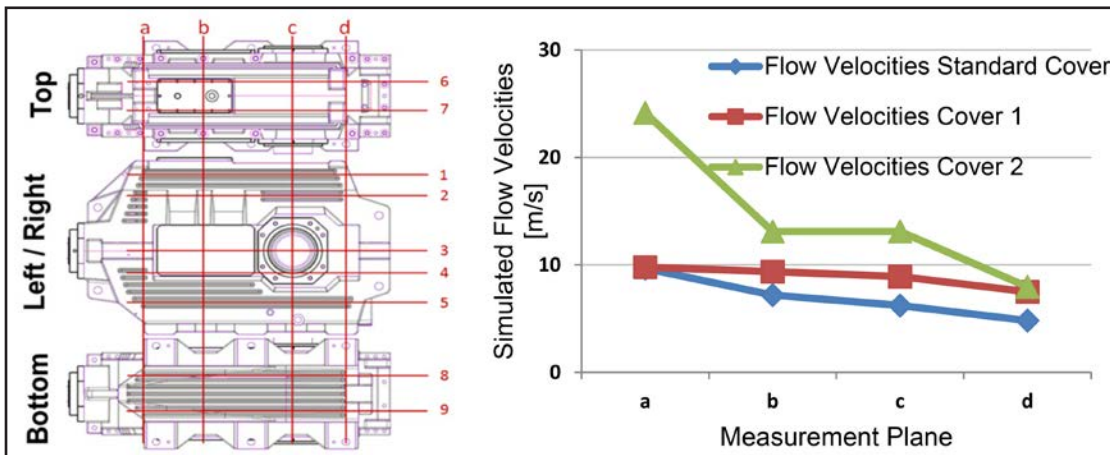 a b c d
Top
6
7
Left / Right
1
2
3
4
5
Bottom
8
9
30
20
10
0
Simulated Flow Velocities
[m/s]
Flow Velocities Standard Cover
Flow Velocities Cover 1
Flow Velocities Cover 2
a b c d
Measurement Plane